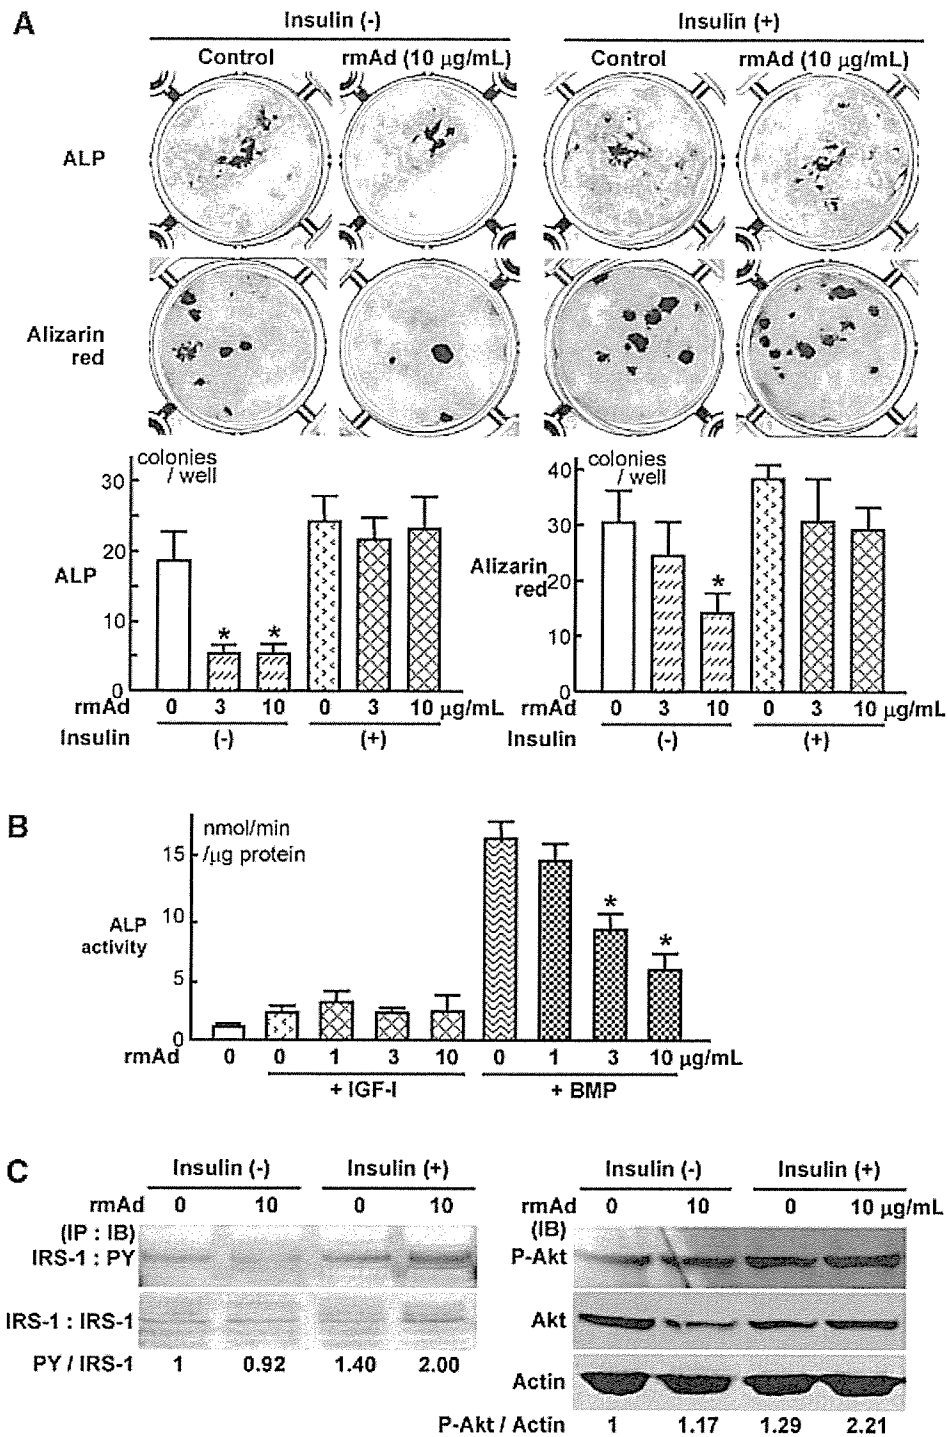 A
Insulin (-)
Insulin (+)
Control
rmAd (10 μg/mL)
Control
rmAd (10 μg/mL)
ALP
Alizarin
red
colonies
/ well
30
20
10
0
ALP
*
*
rmAd
0
3
10
0
3
10 μg/mL
Insulin
(-)
(+)
colonies
/ well
40
30
20
10
0
Alizarin
red
*
rmAd
0
3
10
0
3
10 μg/mL
Insulin
(-)
(+)
B
nmol/min
/μg protein
15
10
5
0
ALP
activity
*
*
rmAd
0
0
1
3
10
0
1
3
10 μg/mL
+ IGF-I
+ BMP
C
Insulin (-)
Insulin (+)
rmAd
0
10
0
10
(IP : IB)
IRS-1 : PY
IRS-1 : IRS-1
PY / IRS-1
1
0.92
1.40
2.00
Insulin (-)
Insulin (+)
rmAd
0
10
0
10 μg/mL
(IB)
P-Akt
Akt
Actin
P-Akt / Actin
1
1.17
1.29
2.21